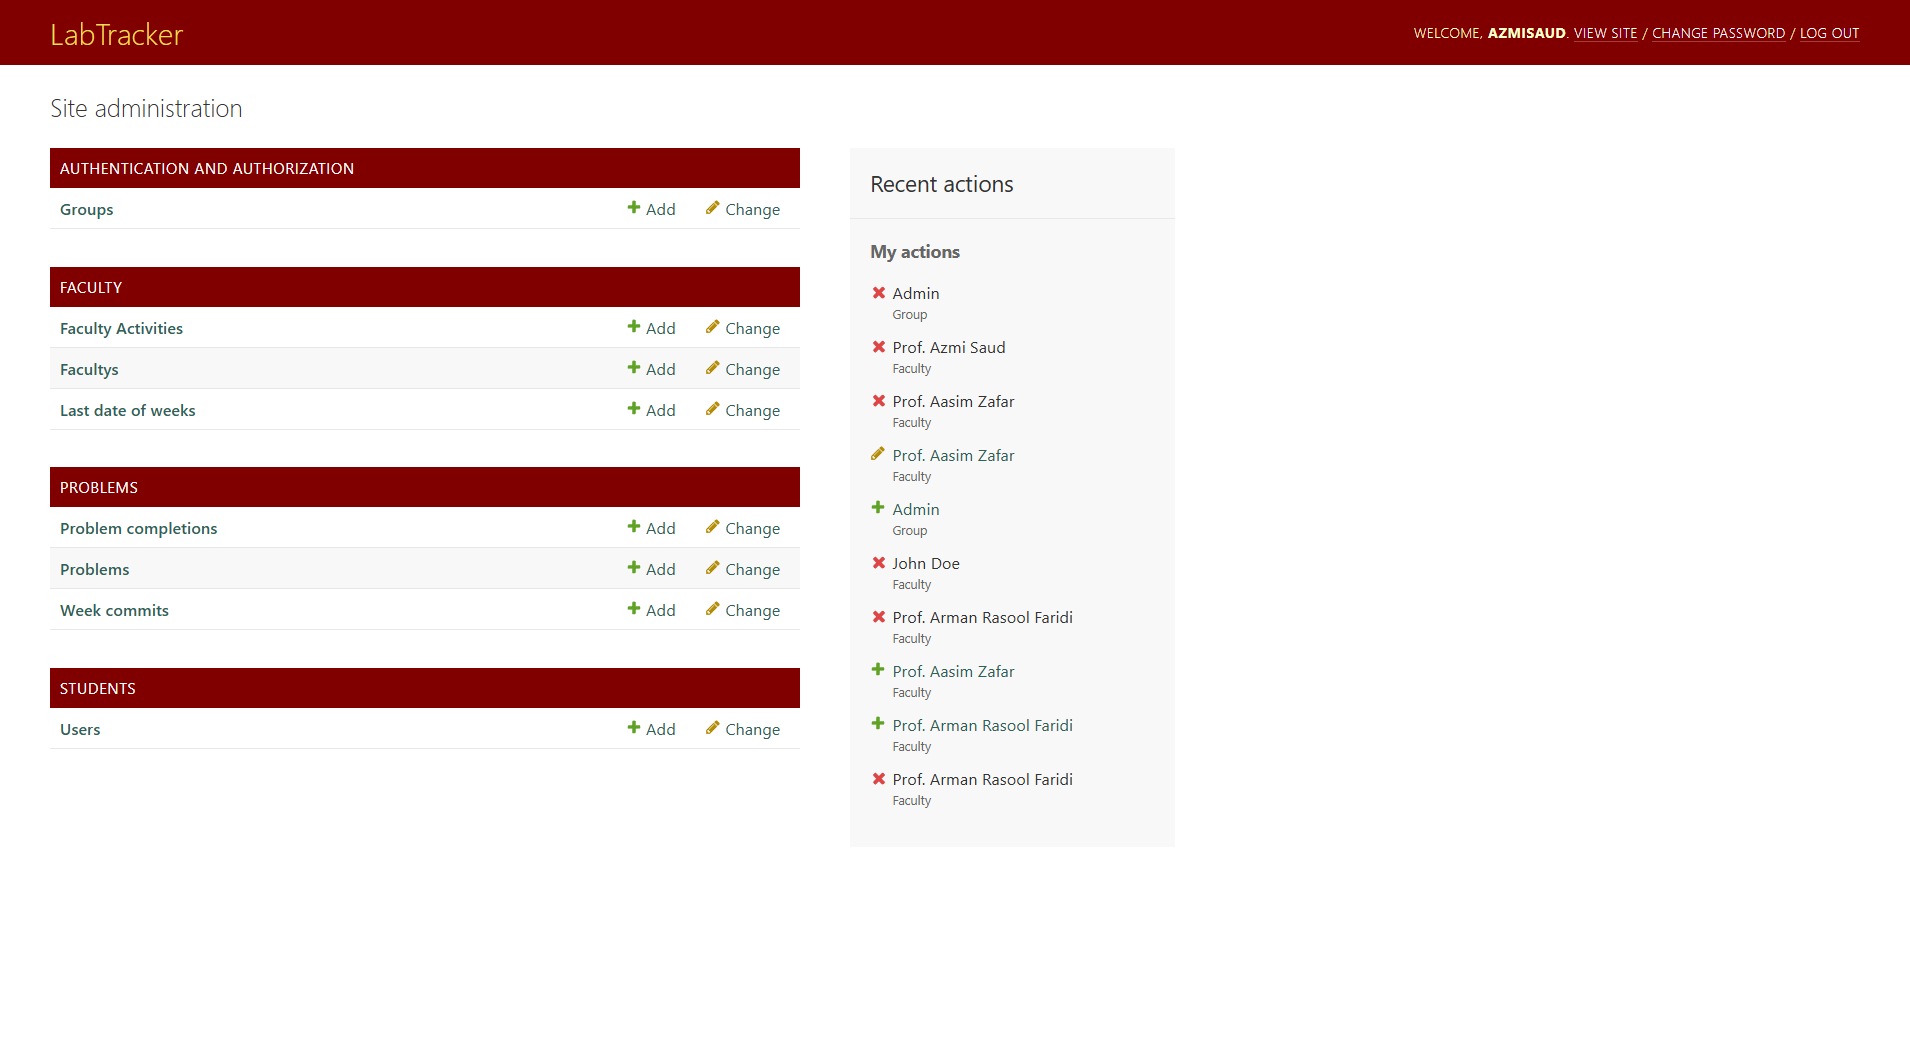 LabTracker
WELCOME, AZMISAUD. VIEW SITE / CHANGE PASSWORD / LOG OUT
Site administration
AUTHENTICATION AND AUTHORIZATION
Groups Add Change
FACULTY
Faculty Activities Add Change
Facultys Add Change
Last date of weeks Add Change
PROBLEMS
Problem completions Add Change
Problems Add Change
Week commits Add Change
STUDENTS
Users Add Change
Recent actions
My actions
Admin
Group
Prof. Azmi Saud
Faculty
Prof. Aasim Zafar
Faculty
Prof. Aasim Zafar
Faculty
Admin
Group
John Doe
Faculty
Prof. Arman Rasool Faridi
Faculty
Prof. Aasim Zafar
Faculty
Prof. Arman Rasool Faridi
Faculty
Prof. Arman Rasool Faridi
Faculty